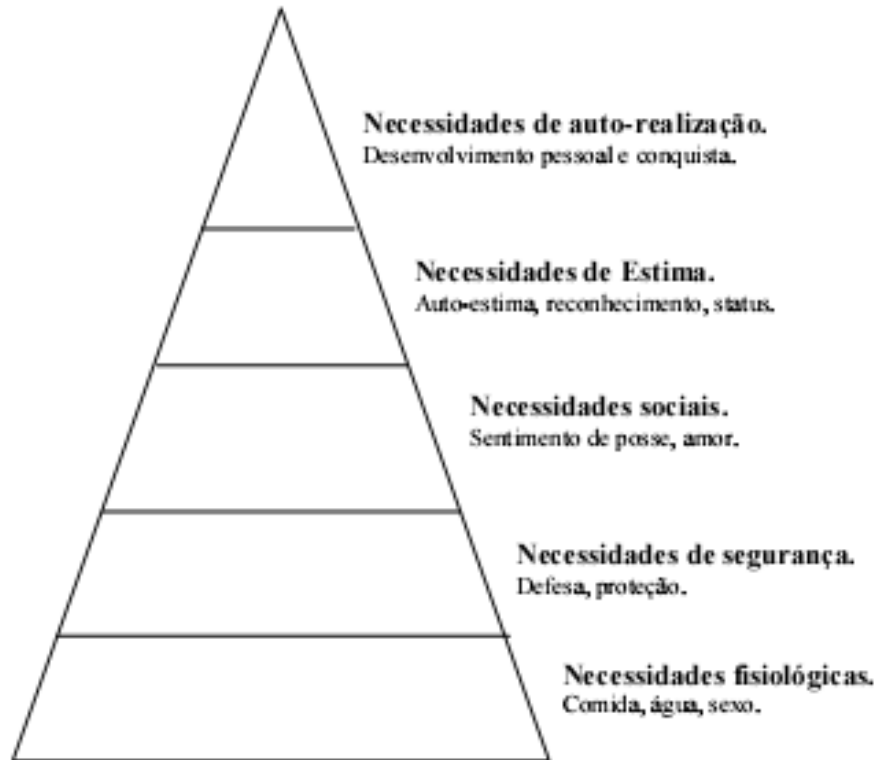 Necessidades de auto-realização.
Desenvolvimento pessoal e conquista.
Necessidades de Estima.
Auto-estima, reconhecimento, status.
Necessidades sociais.
Sentimento de posse, amor.
Necessidades de segurança.
Defesa, proteção.
Necessidades fisiológicas.
Comida, água, sexo.